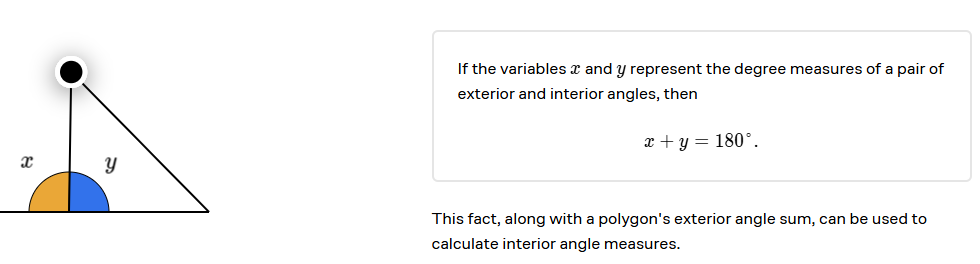 x
y
If the variables x and y represent the degree measures of a pair of
exterior and interior angles, then
x + y = 180°.
This fact, along with a polygon's exterior angle sum, can be used to
calculate interior angle measures.